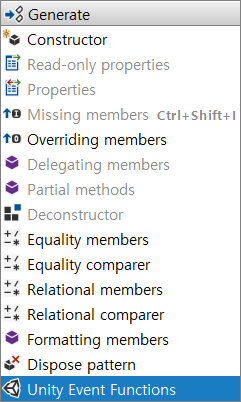 Generate
Constructor
Read-only properties
Properties
Missing members Ctrl+Shift+I
Overriding members
Delegating members
Partial methods
Deconstructor
Equality members
Equality comparer
Relational members
Relational comparer
Formatting members
Dispose pattern
Unity Event Functions